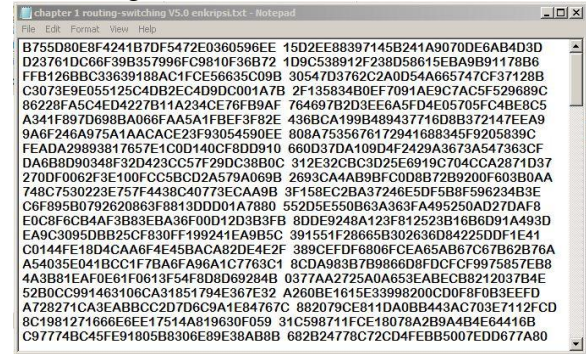 chapter 1 routing-switching V5.0 enkripsi.txt - Notepad
File Edit Format View Help
B755D80E8F4241B7DF5472E0360596EE 15D2EE88397145B241A9070DE6AB4D3D
D23761DC66F39B357996FC9810F36B72 1D9C538912F238D58615EBA9B91178B6
FFB126BBC33639188AC1FCE56635C09B 30547D3762C2A0D54A665747CF37128B
C3073E9E055125C4DB2EC4D9DC001A7B 2F135834B0EF7091AE9C7AC5F529689C
86228FA5C4ED4227B11A234CE76FB9AF 764697B2D3EE6A5FD4E05705FC4BE8C5
A341F897D698BA066FAA5A1FBEF3F82E 436BCA199B489437716D8B372147EEA9
9A6F246A975A1AACACE23F93054590EE 808A7535676172941688345F9205839C
FEADA29893817657E1C0D140CF8DD910 660D37DA109D4F2429A3673A547363CF
DA6B8D90348F32D423CC57F29DC38B0C 312E32CBC3D25E6919C704CCA2871D37
270DF0062F3E100FCC5BCD2A579A069B 2693CA4AB9BFC0D8B72B9200F603B0AA
748C7530223E757F4438C40773ECAA9B 3F158EC2BA37246E5DF5B8F596234B3E
C6F895B0792620863F8813DDD01A7880 552D5E550B63A363FA495250AD27DAF8
E0C8F6CB4AF3B83EBA36F00D12D3B3FB 8DDE9248A123F812523B16B6D91A493D
EA9C3095DBB25CF830FF199241EA9B5C 391551F28665B302636D84225DDF1E41
C0144FE18D4CAA6F4E45BACA82DE4E2F 389CEFDF6806FCEA65AB67C67B62B76A
A54035E041BCC1F7BA6FA96A1C7763C1 8CDA983B7B9866D8FDCFCF9975857EB8
4A3B81EAF0E61F0613F54F8D8D69284B 0377AA2725A0A653EABECB8212037B4E
52B0CC991463106CA31851794E367E32 A260BE1615E33998200CD0F8F0B3EEFD
A728271CA3EABBCC2D7D6C9A1E84767C 882079CE811DA0BB443AC703E7112FCD
8C1981271666E6EE17514A819630F059 31C598711FCE18078A2B9A4B4E64416B
C97774BC45FE91805B8306E89E38AB8B 682B24778C72CD4FEBB5007EDD677A80